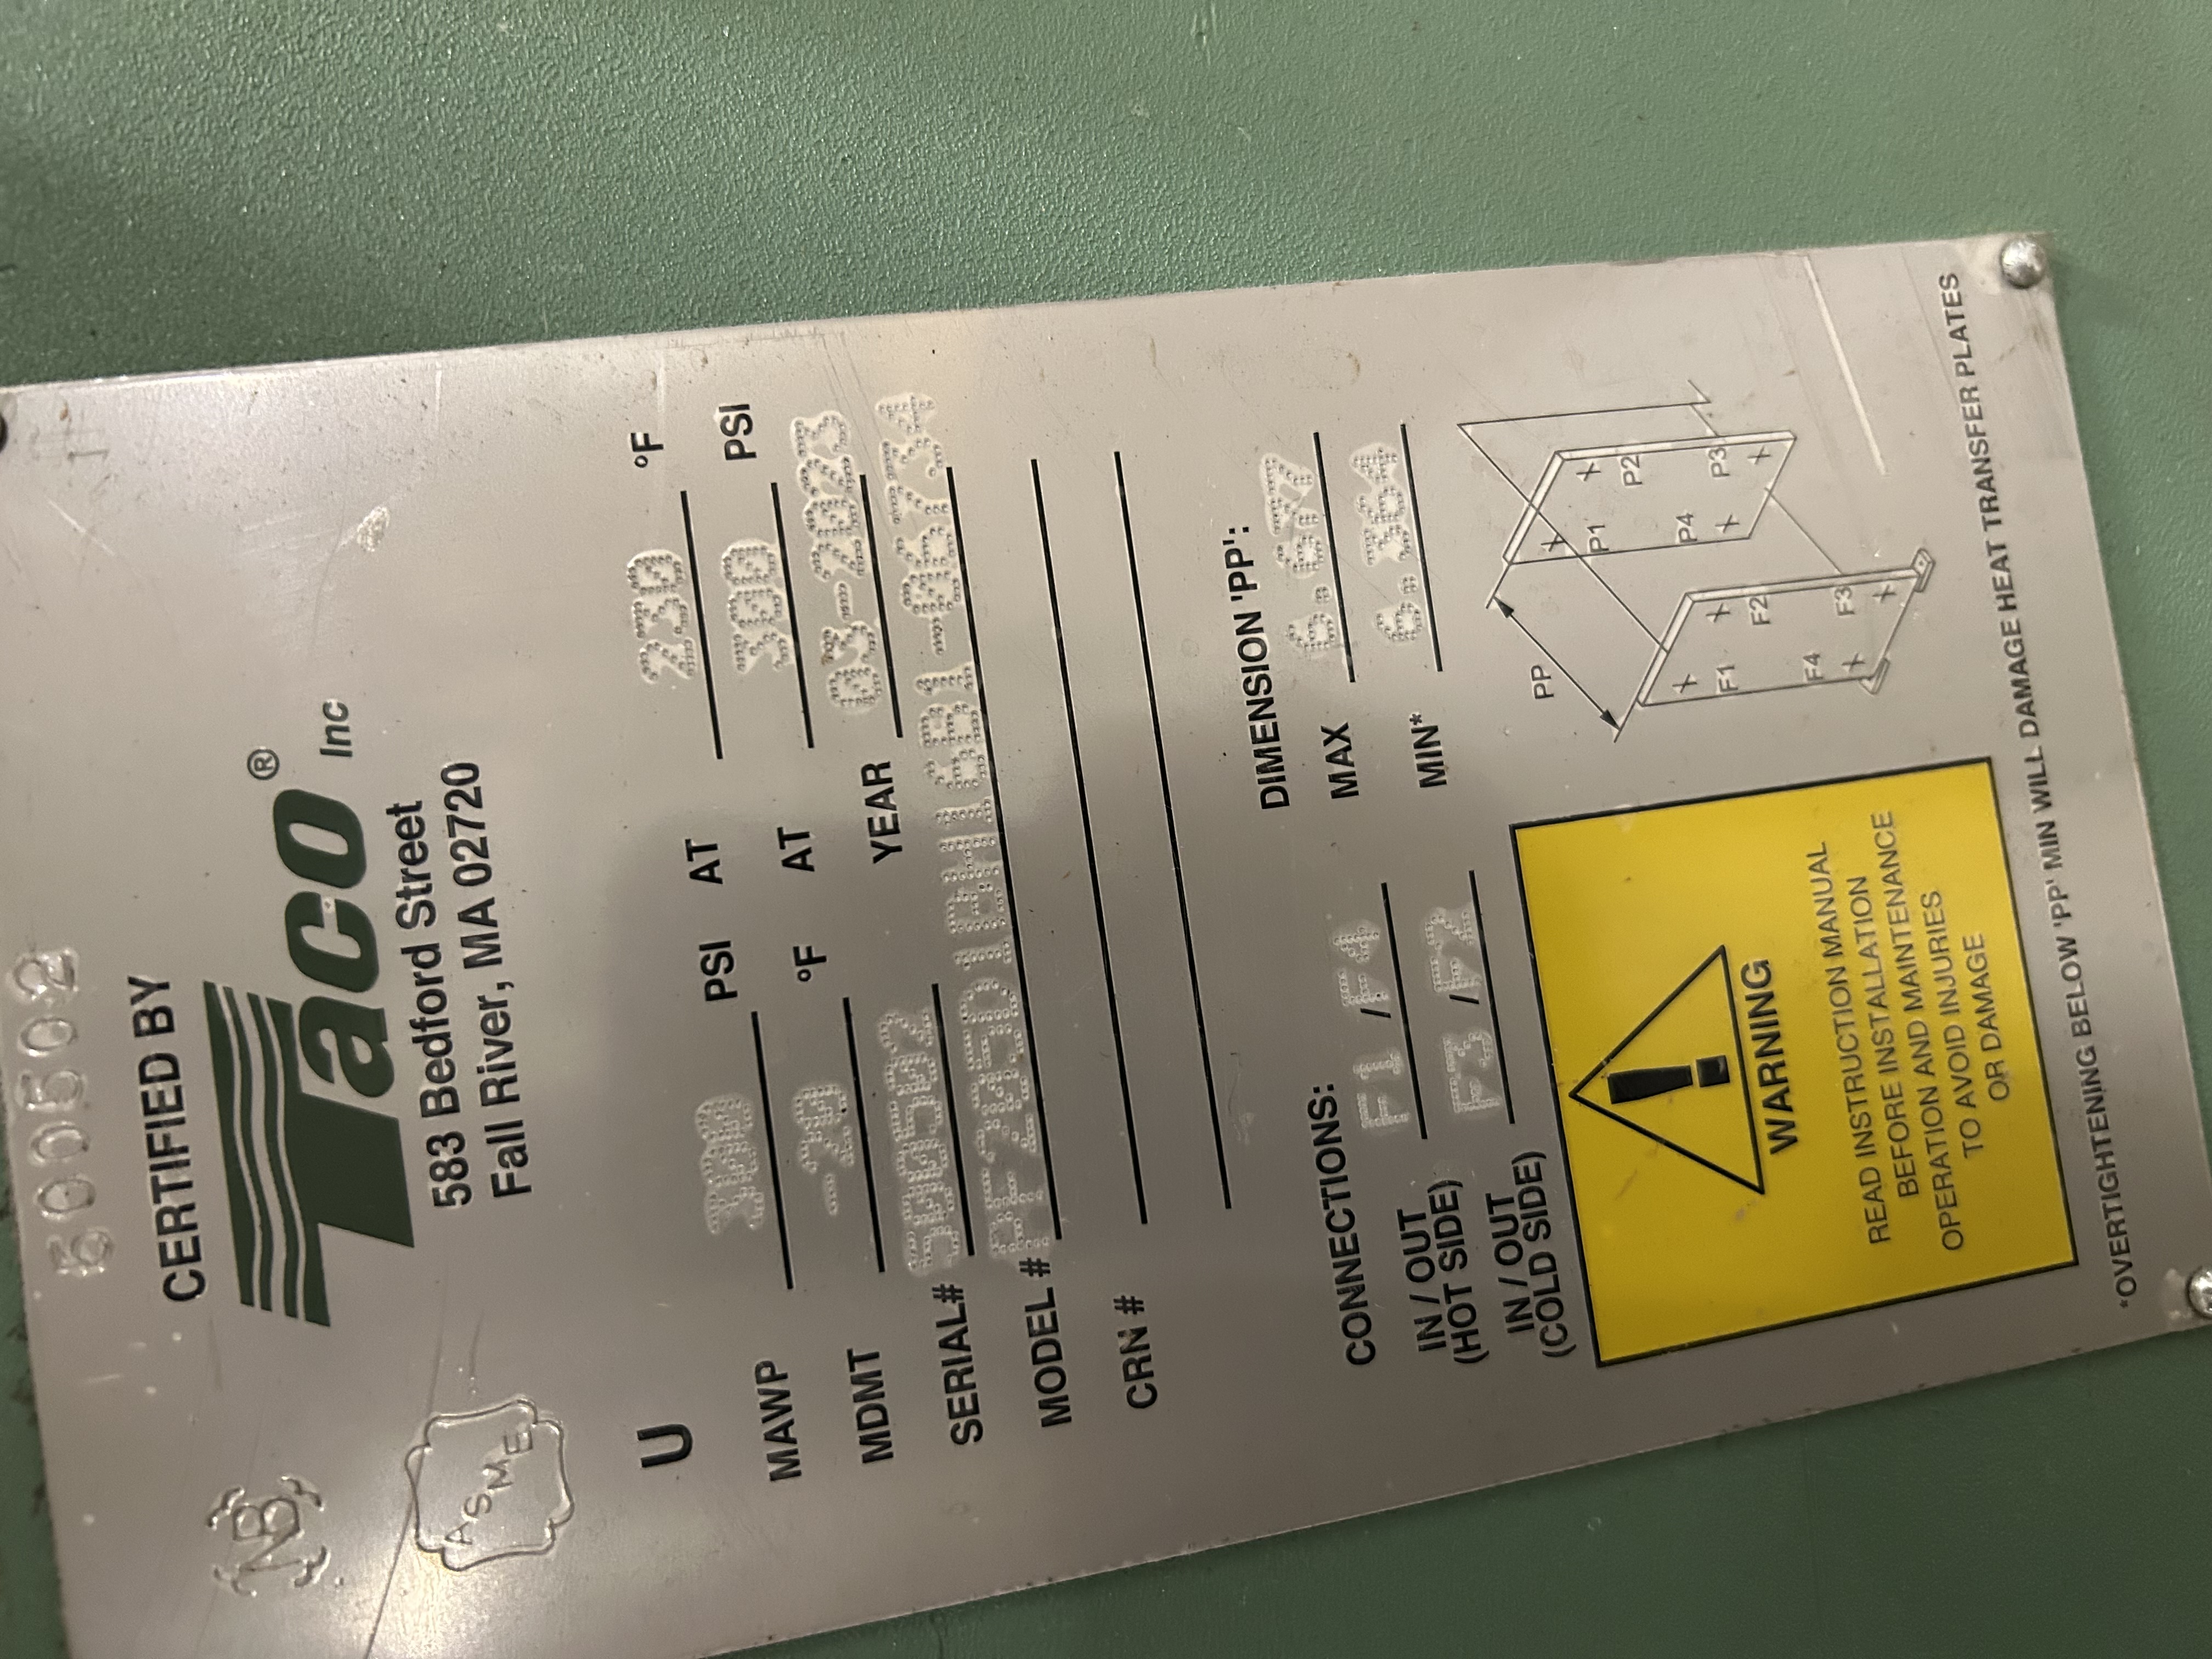 500502
CERTIFIED BY
NB
Taco® Inc
583 Bedford Street
Fall River, MA 02720
ASME
U
MAWP 300 PSI AT 230 °F
MDMT -20 °F AT 300 PSI
SERIAL# 500502 YEAR 03-2023
MODEL #
CRN #
CONNECTIONS:
IN / OUT (HOT SIDE) F1 / F4
IN / OUT (COLD SIDE) F3 / F2
DIMENSION 'PP':
MAX 6.677
MIN* 6.364
WARNING
READ INSTRUCTION MANUAL
BEFORE INSTALLATION
OPERATION AND MAINTENANCE
TO AVOID INJURIES
OR DAMAGE
PP
P1
P2
P4
P3
F1
F2
F4
F3
*OVERTIGHTENING BELOW 'PP' MIN WILL DAMAGE HEAT TRANSFER PLATES